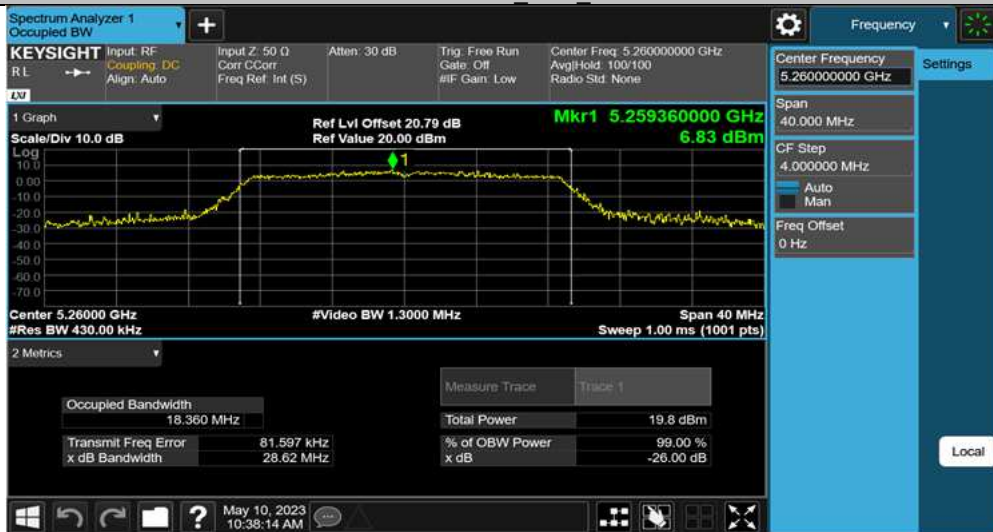 Spectrum Analyzer 1
Occupied BW
Frequency
KEYSIGHT
RL
LXI
Input: RF
Coupling: DC
Align: Auto
Input Z: 50 Ω
Corr CCorr
Freq Ref: Int (S)
Atten: 30 dB
Trig: Free Run
Gate: Off
#IF Gain: Low
Center Freq: 5.260000000 GHz
Avg|Hold: 100/100
Radio Std: None
Center Frequency
5.260000000 GHz
Settings
Span
40.000 MHz
CF Step
4.000000 MHz
Auto
Man
Freq Offset
0 Hz
1 Graph
Scale/Div 10.0 dB
Ref Lvl Offset 20.79 dB
Ref Value 20.00 dBm
Mkr1 5.259360000 GHz
6.83 dBm
Log
10.0
0.00
-10.0
-20.0
-30.0
-40.0
-50.0
-60.0
-70.0
1
Center 5.26000 GHz
#Res BW 430.00 kHz
#Video BW 1.3000 MHz
Span 40 MHz
Sweep 1.00 ms (1001 pts)
2 Metrics
Measure Trace Trace 1
Occupied Bandwidth
18.360 MHz
Total Power 19.8 dBm
Transmit Freq Error 81.597 kHz
% of OBW Power 99.00 %
x dB Bandwidth 28.62 MHz
x dB -26.00 dB
Local
May 10, 2023
10:38:14 AM